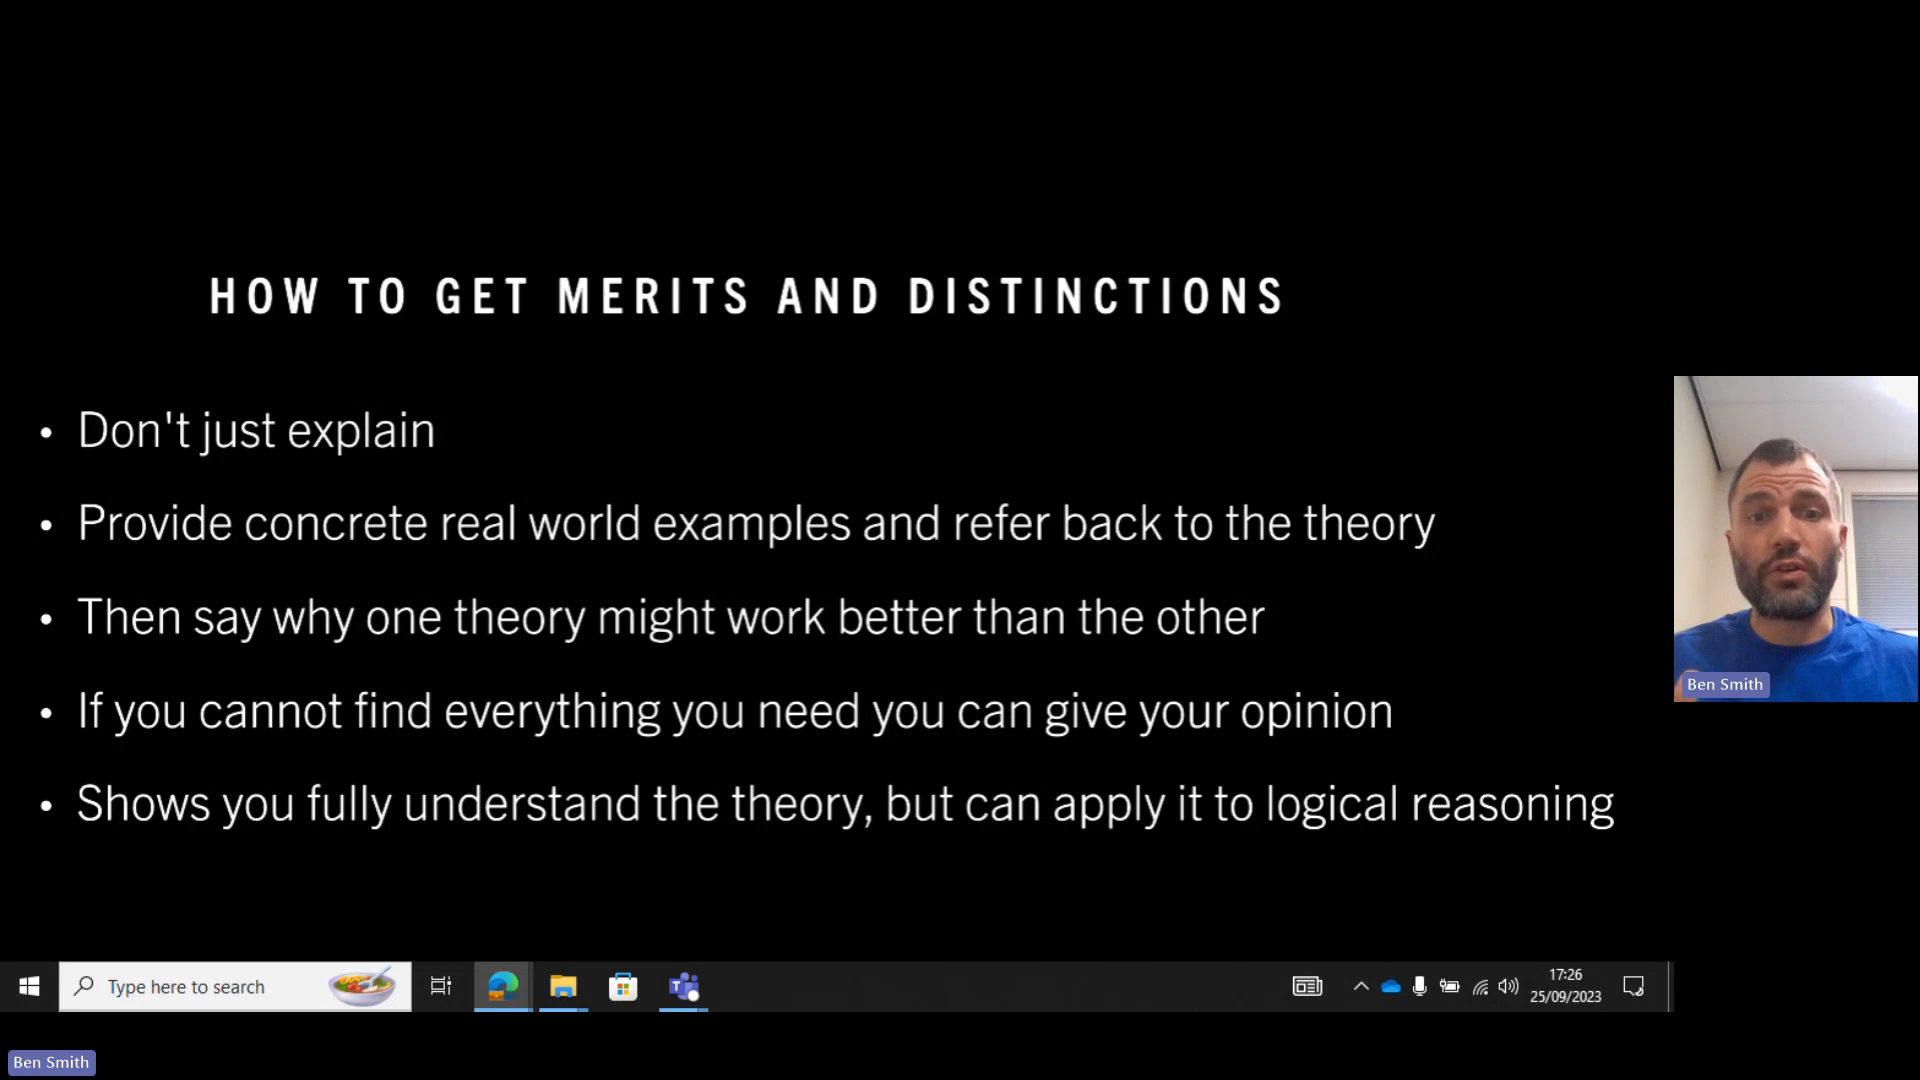 HOW TO GET MERITS AND DISTINCTIONS
• Don't just explain
• Provide concrete real world examples and refer back to the theory
• Then say why one theory might work better than the other
• If you cannot find everything you need you can give your opinion
• Shows you fully understand the theory, but can apply it to logical reasoning
Ben Smith
Type here to search
17:26
25/09/2023
Ben Smith